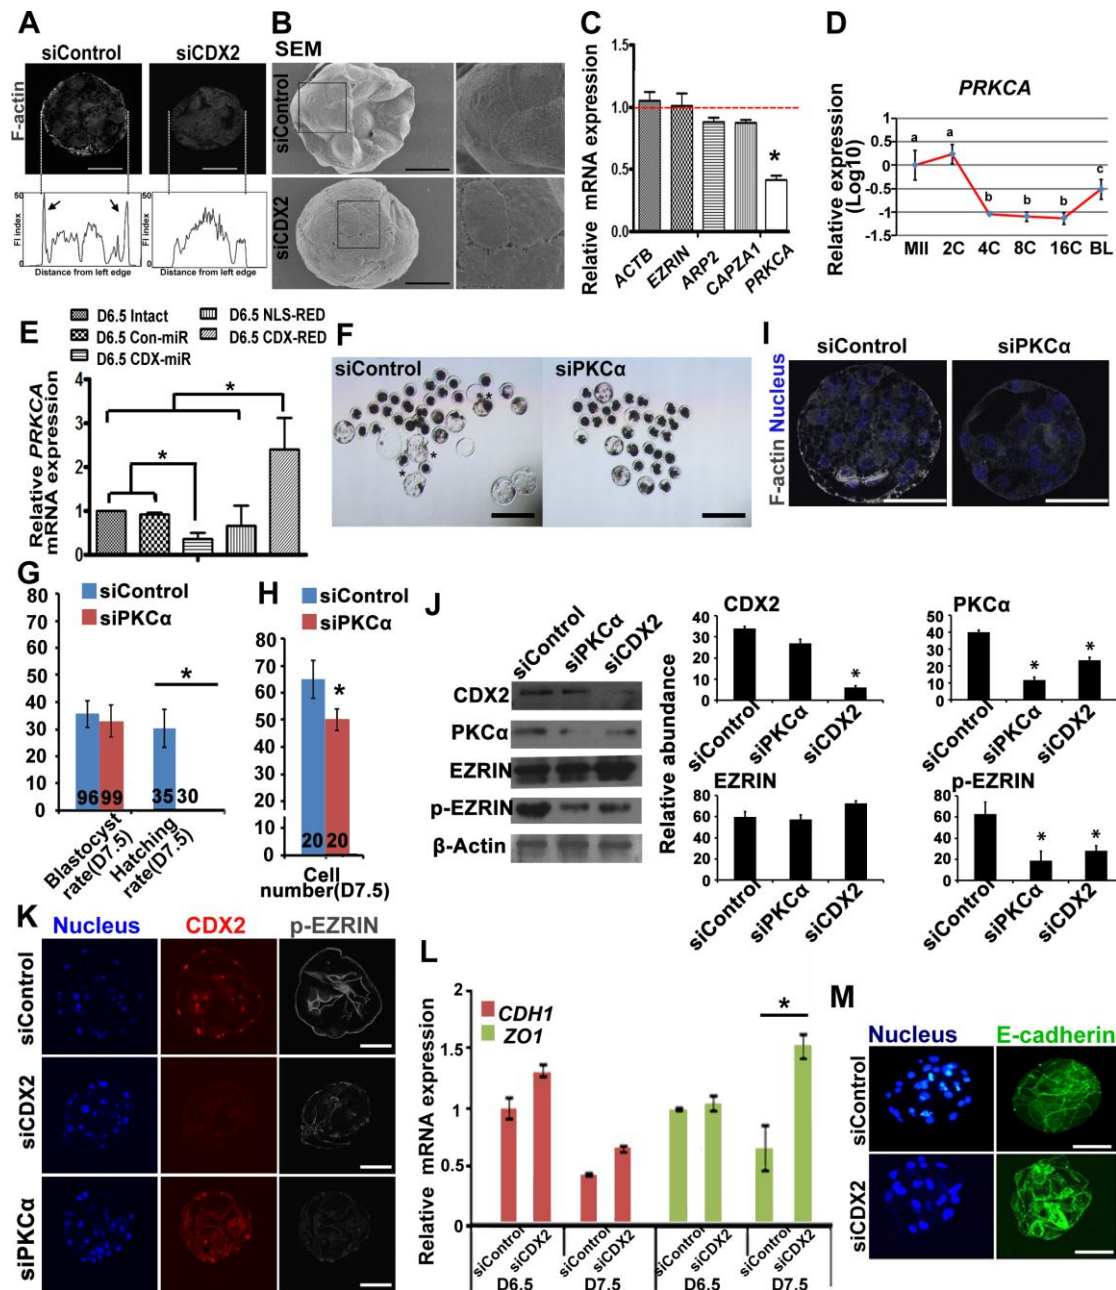 A
siControl
siCDX2
F-actin
50
FI index
0
Distance from left edge
50
FI index
0
Distance from left edge
B
SEM
siControl
siCDX2
C
Relative mRNA expression
1.5
1.0
0.5
0.0
*
ACTB
EZRIN
ARP2
CAPZA1
PRKCA
D
PRKCA
Relative expression
(Log10)
1
0.5
0
-0.5
-1
-1.5
a
a
b
b
b
c
MII
2C
4C
8C
16C
BL
E
D6.5 Intact
D6.5 NLS-RED
D6.5 Con-miR
D6.5 CDX-RED
D6.5 CDX-miR
Relative PRKCA
mRNA expression
4
3
2
1
0
*
*
F
siControl
siPKCα
*
*
*
I
siControl
siPKCα
F-actin Nucleus
G
siControl
siPKCα
80
70
60
50
40
30
20
10
0
*
96
99
35
30
Blastocyst
rate(D7.5)
Hatching
rate(D7.5)
H
siControl
siPKCα
80
70
60
50
40
30
20
10
0
*
20
20
Cell
number(D7.5)
J
siControl
siPKCα
siCDX2
CDX2
PKCα
EZRIN
p-EZRIN
β-Actin
Relative abundance
CDX2
40
30
20
10
0
*
siControl
siPKCα
siCDX2
PKCα
50
40
30
20
10
0
*
*
siControl
siPKCα
siCDX2
EZRIN
80
60
40
20
0
siControl
siPKCα
siCDX2
p-EZRIN
80
60
40
20
0
*
*
siControl
siPKCα
siCDX2
K
Nucleus
CDX2
p-EZRIN
siControl
siCDX2
siPKCα
L
CDH1
ZO1
Relative mRNA expression
2
1.5
1
0.5
0
*
siControl
siCDX2
siControl
siCDX2
siControl
siCDX2
siControl
siCDX2
D6.5
D7.5
D6.5
D7.5
M
Nucleus
E-cadherin
siControl
siCDX2